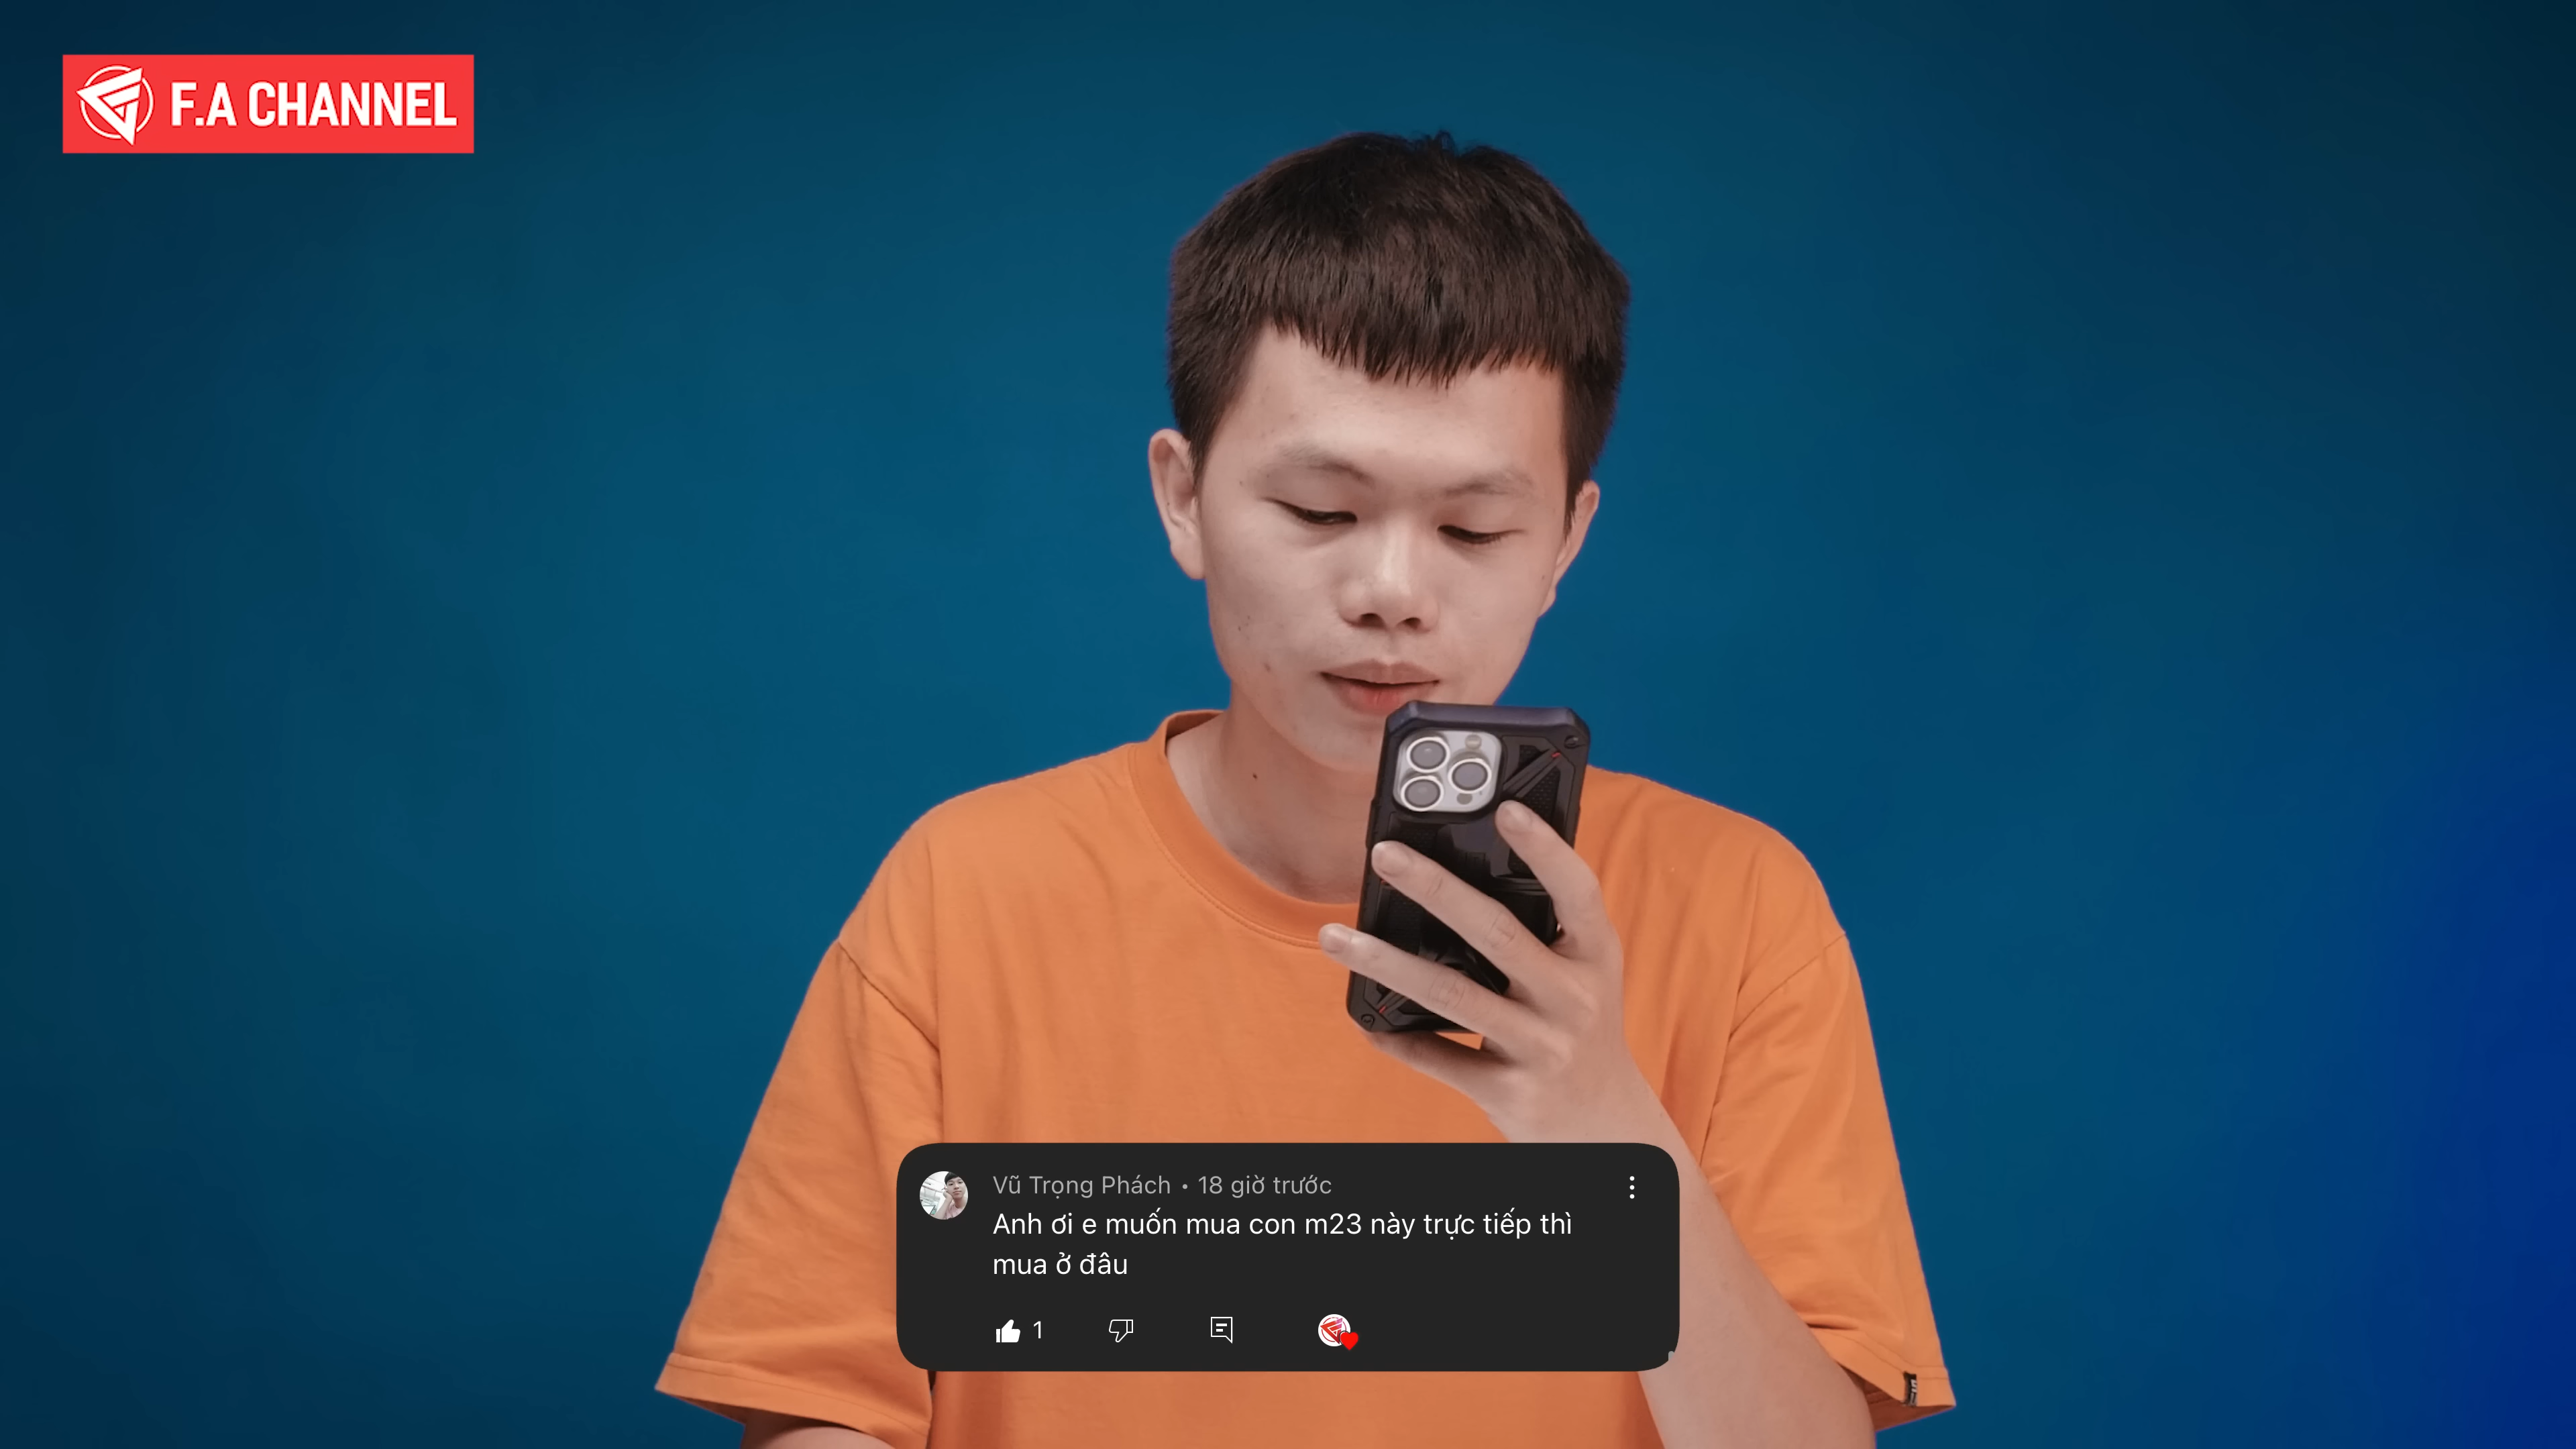 F.A CHANNEL
Vũ Trọng Phách • 18 giờ trước
Anh ơi e muốn mua con m23 này trực tiếp thì
mua ở đâu
1